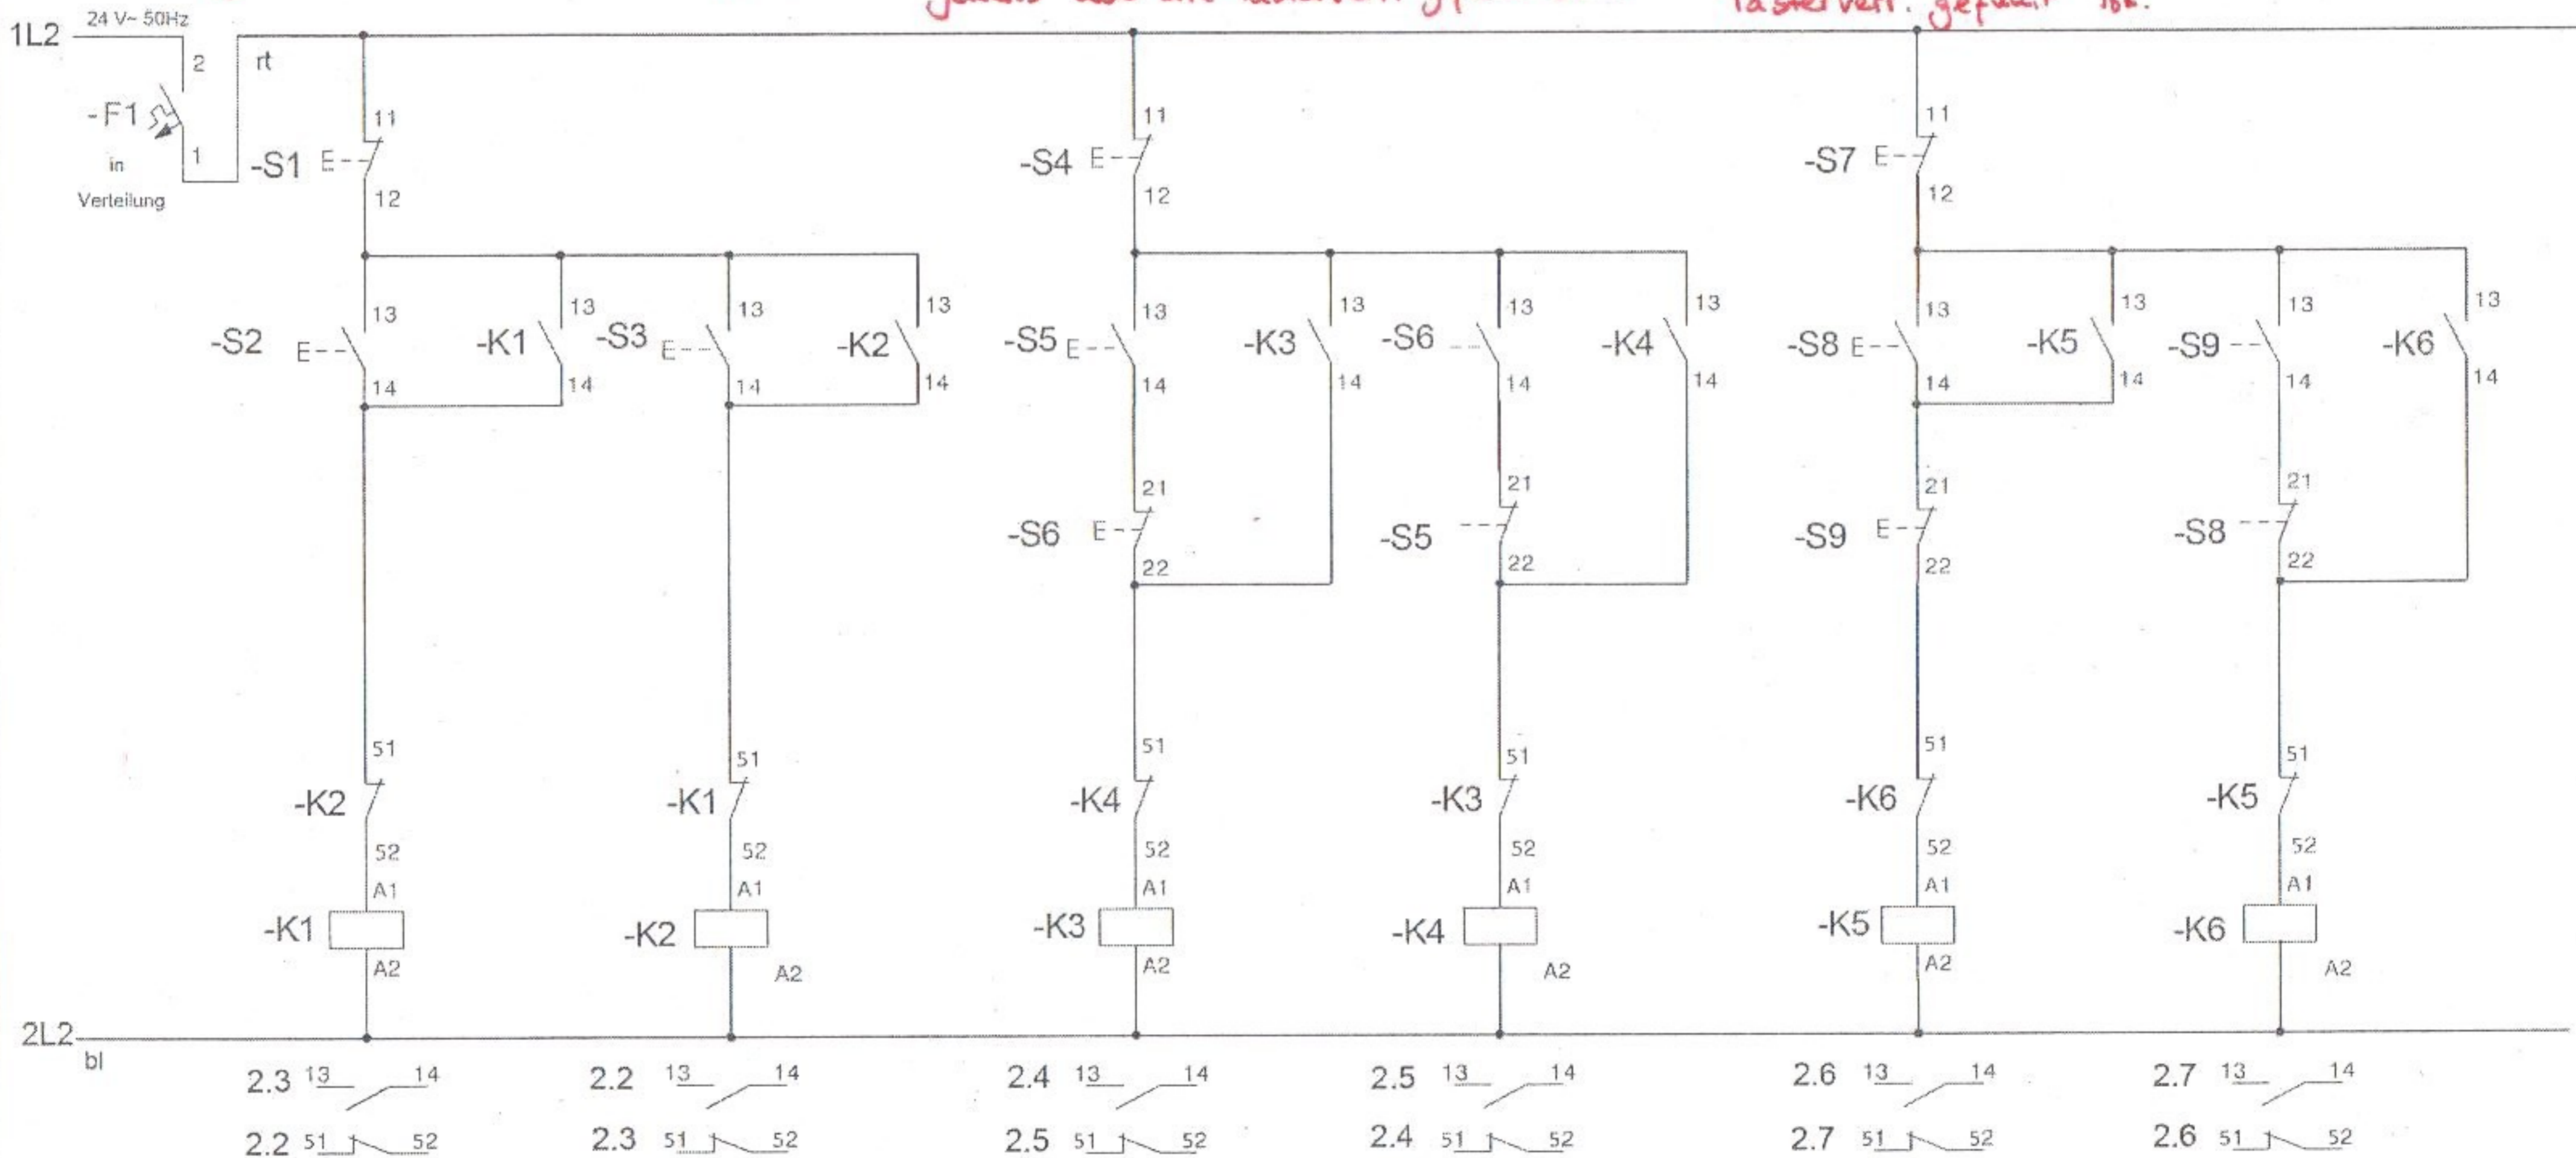 24 V~ 50Hz
1L2
2 rt
-F1
1
in
Verteilung
11 11 11
-S1 E -S4 E -S7 E
12 12 12
13 13 13 13 13 13 13 13 13 13 13 13
-S2 E -K1 -S3 E -K2 -S5 E -K3 -S6 -K4 -S8 E -K5 -S9 -K6
14 14 14 14 14 14 14 14 14 14 14 14
21 21 21 21
-S6 E -S5 -S9 E -S8
22 22 22 22
51 51 51 51 51 51
-K2 -K1 -K4 -K3 -K6 -K5
52 52 52 52 52 52
A1 A1 A1 A1 A1 A1
-K1 -K2 -K3 -K4 -K5 -K6
A2 A2 A2 A2 A2 A2
2L2
bl
2.3 13 14 2.2 13 14 2.4 13 14 2.5 13 14 2.6 13 14 2.7 13 14
2.2 51 52 2.3 51 52 2.5 51 52 2.4 51 52 2.7 51 52 2.6 51 52